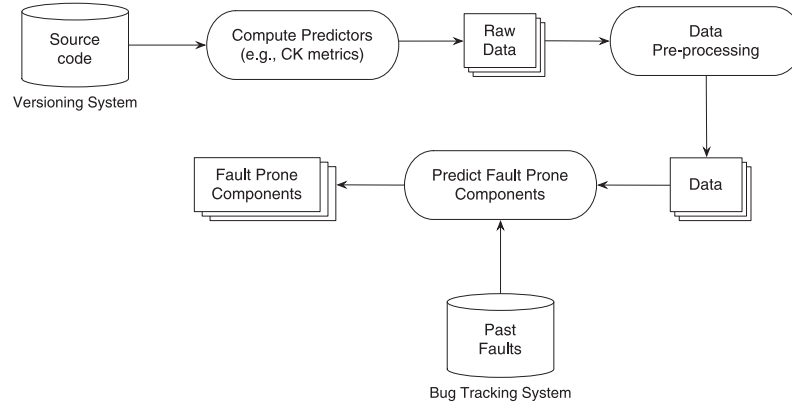 Source
code
Versioning System
Compute Predictors
(e.g., CK metrics)
Raw
Data
Data
Pre-processing
Fault Prone
Components
Predict Fault Prone
Components
Data
Past
Faults
Bug Tracking System